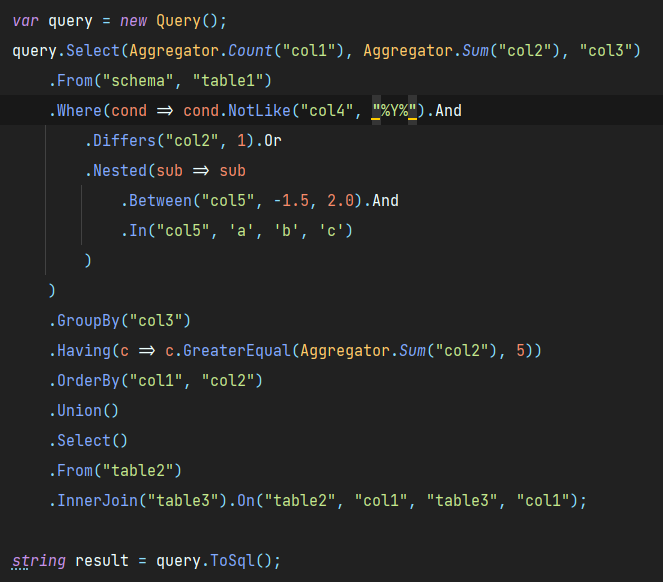 var query = new Query();
query.Select(Aggregator.Count("col1"), Aggregator.Sum("col2"), "col3")
    .From("schema", "table1")
    .Where(cond => cond.NotLike("col4", "%Y%").And
        .Differs("col2", 1).Or
        .Nested(sub => sub
            .Between("col5", -1.5, 2.0).And
            .In("col5", 'a', 'b', 'c')
        )
    )
    .GroupBy("col3")
    .Having(c => c.GreaterEqual(Aggregator.Sum("col2"), 5))
    .OrderBy("col1", "col2")
    .Union()
    .Select()
    .From("table2")
    .InnerJoin("table3").On("table2", "col1", "table3", "col1");

string result = query.ToSql();